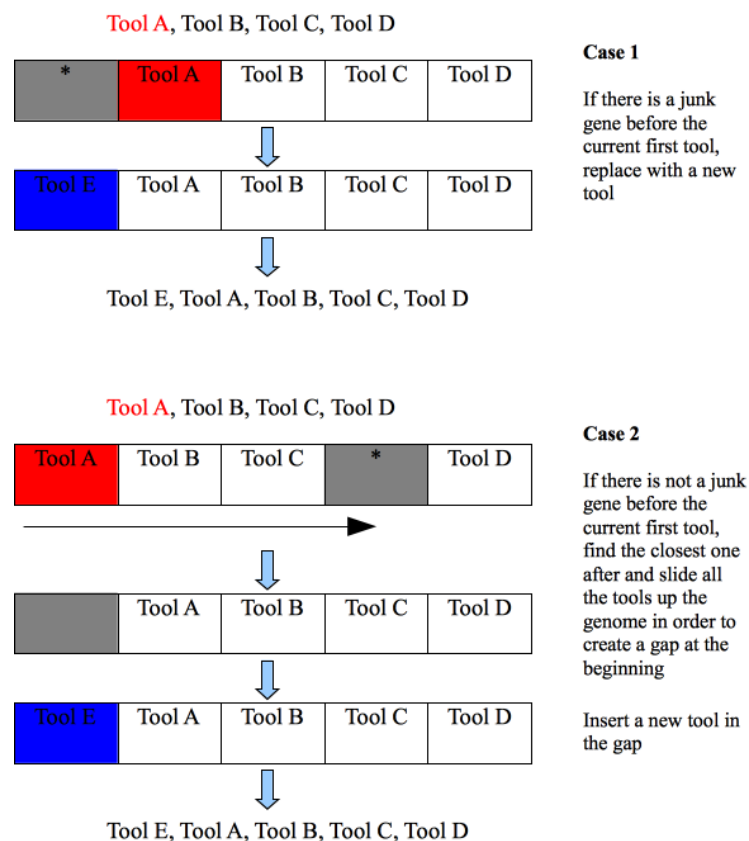 Tool A, Tool B, Tool C, Tool D
* Tool A Tool B Tool C Tool D
Tool E Tool A Tool B Tool C Tool D
Tool E, Tool A, Tool B, Tool C, Tool D
Case 1
If there is a junk
gene before the
current first tool,
replace with a new
tool
Tool A, Tool B, Tool C, Tool D
Tool A Tool B Tool C * Tool D
Tool A Tool B Tool C Tool D
Tool E Tool A Tool B Tool C Tool D
Tool E, Tool A, Tool B, Tool C, Tool D
Case 2
If there is not a junk
gene before the
current first tool,
find the closest one
after and slide all
the tools up the
genome in order to
create a gap at the
beginning
Insert a new tool in
the gap